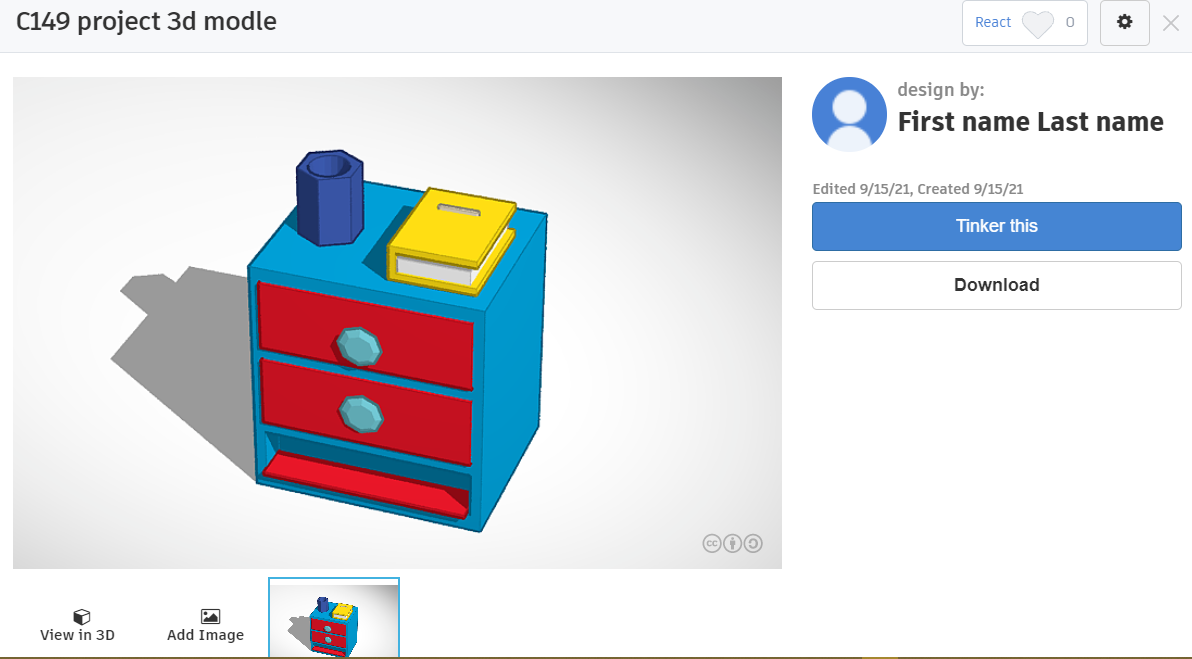 C149 project 3d modle
React 0
design by:
First name Last name
Edited 9/15/21, Created 9/15/21
Tinker this
Download
cc
View in 3D
Add Image